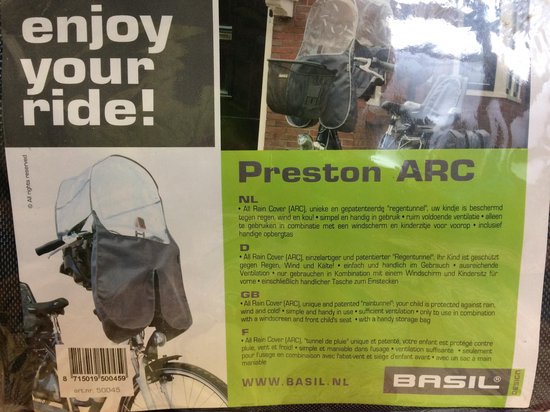 enjoy
your
ride!
© All rights reserved
Preston ARC
NL
• All Rain Cover (ARC), unieke en gepatenteerde "regentunnel", uw kindje is beschermd
tegen regen, wind en kou! • simpel en handig in gebruik • ruim voldoende ventilatie • alleen
te gebruiken in combinatie met een windscherm en kinderzitje voor voorop • inclusief
handige opbergtas
D
• All Rain Cover (ARC), einzelartiger und patentierter "Regentunnel", Ihr Kind ist geschützt
gegen Regen, Wind und Kälte! • einfach und handlich im Gebrauch • ausreichende
Ventilation • nur gebrauchen in Kombination mit einem Windschirm und Kindersitz für
vorne • einschließlich handlicher Tasche zum Einstecken
GB
• All Rain Cover (ARC), unique and patented "raintunnel": your child is protected against rain,
wind and cold! • simple and handy in use • sufficient ventilation • only to use in combination
with a windscreen and front child's seat • with a handy storage bag
F
• All Rain Cover (ARC), "tunnel de pluie" unique et patenté, votre enfant est protégé contre
pluie, vent et froid! • simple et maniable dans l'usage • ventilation suffisante • seulement
pour l'usage en combinaison avec l'abat-vent et siège d'enfant avant • avec un sac à main
maniable
8 715019 500459
art.nr. 50045
WWW.BASIL.NL
BASIL®
DESIGN